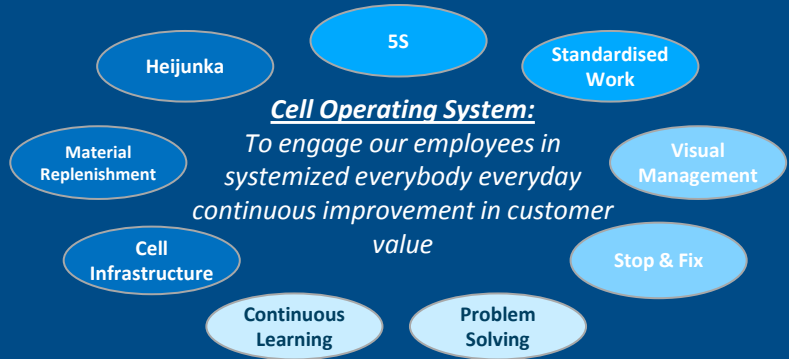 5S
Heijunka
Standardised
Work
Cell Operating System:
To engage our employees in
systemized everybody everyday
continuous improvement in customer
value
Material
Replenishment
Visual
Management
Cell
Infrastructure
Stop & Fix
Continuous
Learning
Problem
Solving